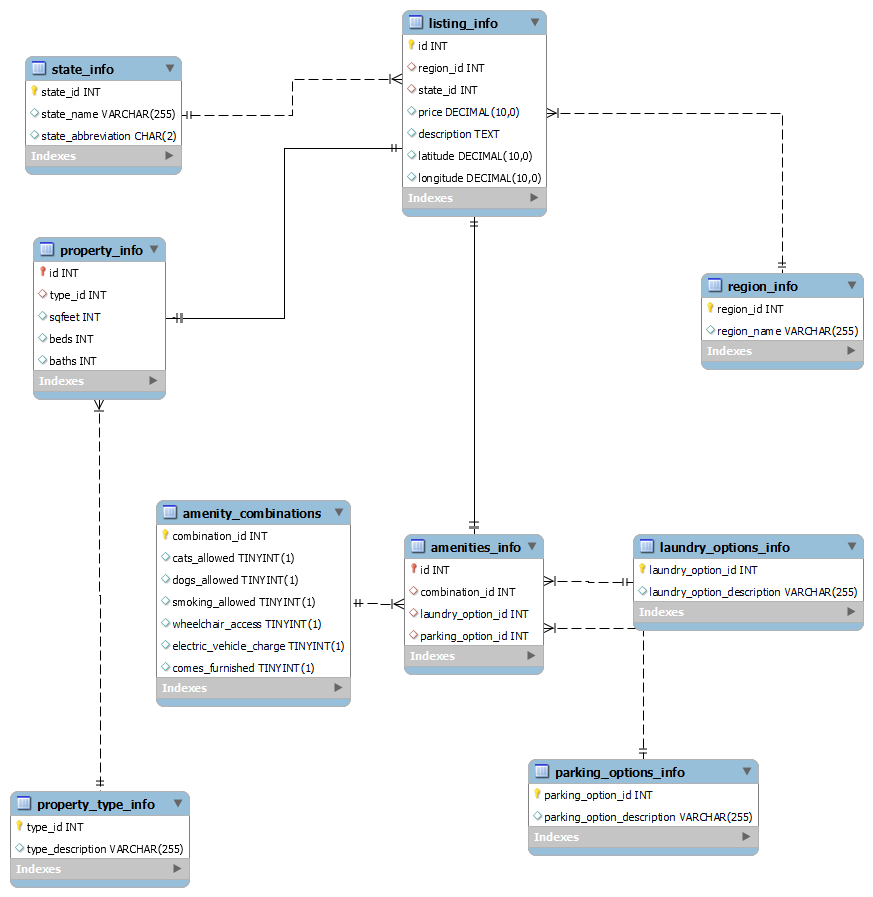 listing_info
id INT
region_id INT
state_id INT
price DECIMAL(10,0)
description TEXT
latitude DECIMAL(10,0)
longitude DECIMAL(10,0)
Indexes
state_info
state_id INT
state_name VARCHAR(255)
state_abbreviation CHAR(2)
Indexes
property_info
id INT
type_id INT
sqfeet INT
beds INT
baths INT
Indexes
region_info
region_id INT
region_name VARCHAR(255)
Indexes
amenity_combinations
combination_id INT
cats_allowed TINYINT(1)
dogs_allowed TINYINT(1)
smoking_allowed TINYINT(1)
wheelchair_access TINYINT(1)
electric_vehicle_charge TINYINT(1)
comes_furnished TINYINT(1)
Indexes
amenities_info
id INT
combination_id INT
laundry_option_id INT
parking_option_id INT
Indexes
laundry_options_info
laundry_option_id INT
laundry_option_description VARCHAR(255)
Indexes
parking_options_info
parking_option_id INT
parking_option_description VARCHAR(255)
Indexes
property_type_info
type_id INT
type_description VARCHAR(255)
Indexes